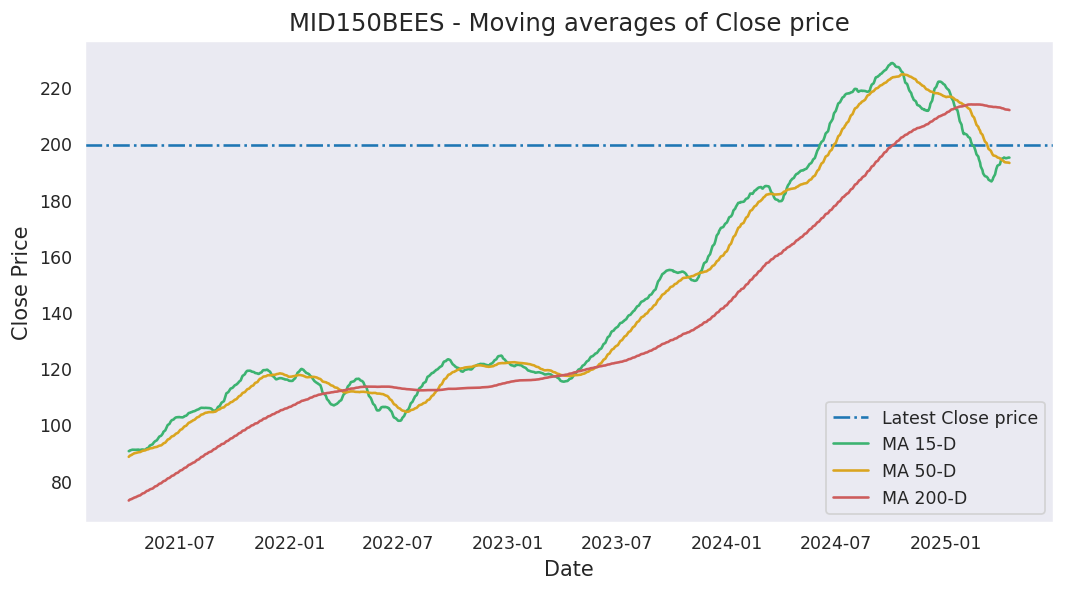 MID150BEES - Moving averages of Close price
Close Price
220
200
180
160
140
120
100
80
Latest Close price
MA 15-D
MA 50-D
MA 200-D
2021-07 2022-01 2022-07 2023-01 2023-07 2024-01 2024-07 2025-01
Date